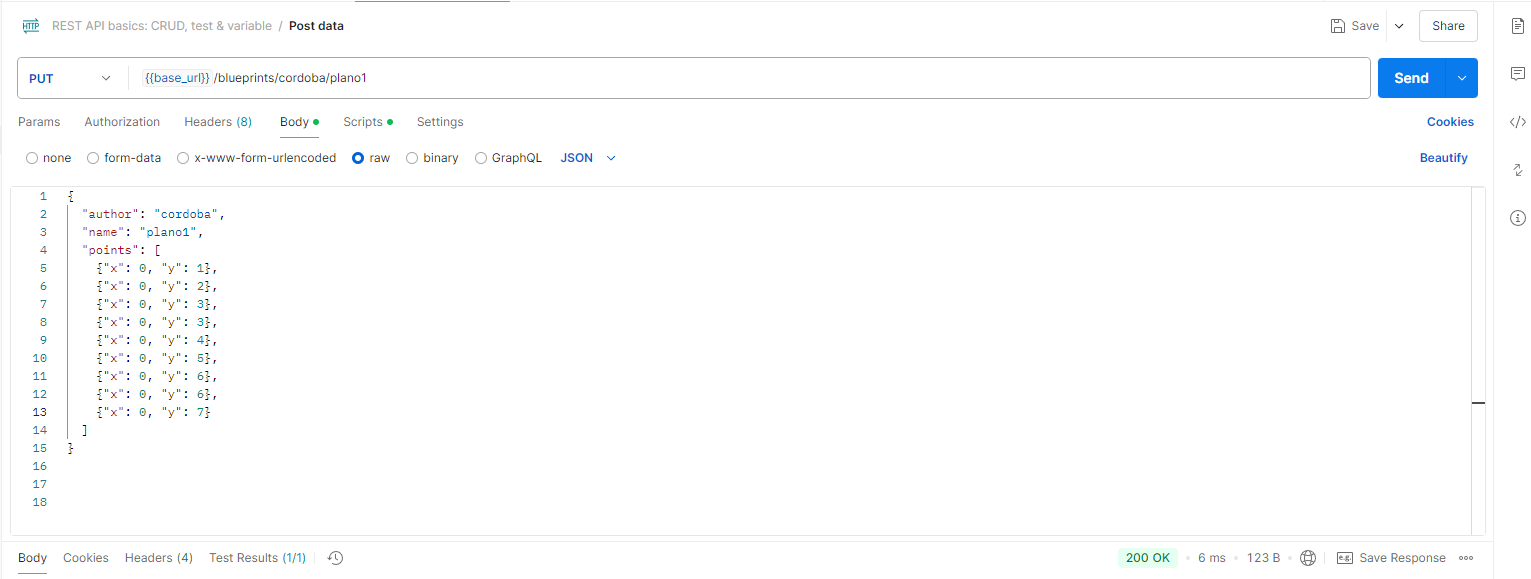 HTTP REST API basics: CRUD, test & variable / Post data Save Share
PUT {{base_url}}/blueprints/cordoba/plano1 Send
Params Authorization Headers (8) Body Scripts Settings Cookies
none form-data x-www-form-urlencoded raw binary GraphQL JSON Beautify
1 {
2 "author": "cordoba",
3 "name": "plano1",
4 "points": [
5 {"x": 0, "y": 1},
6 {"x": 0, "y": 2},
7 {"x": 0, "y": 3},
8 {"x": 0, "y": 3},
9 {"x": 0, "y": 4},
10 {"x": 0, "y": 5},
11 {"x": 0, "y": 6},
12 {"x": 0, "y": 6},
13 {"x": 0, "y": 7}
14 ]
15 }
16
17
18
Body Cookies Headers (4) Test Results (1/1) 200 OK 6 ms 123 B e.g. Save Response